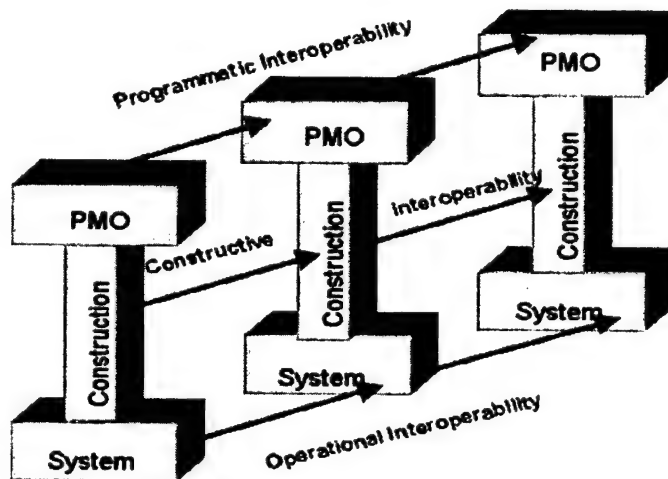 Programmatic Interoperability
PMO
PMO
PMO
Constructive
interoperability
Construction
Construction
Construction
System
System
System
Operational Interoperability